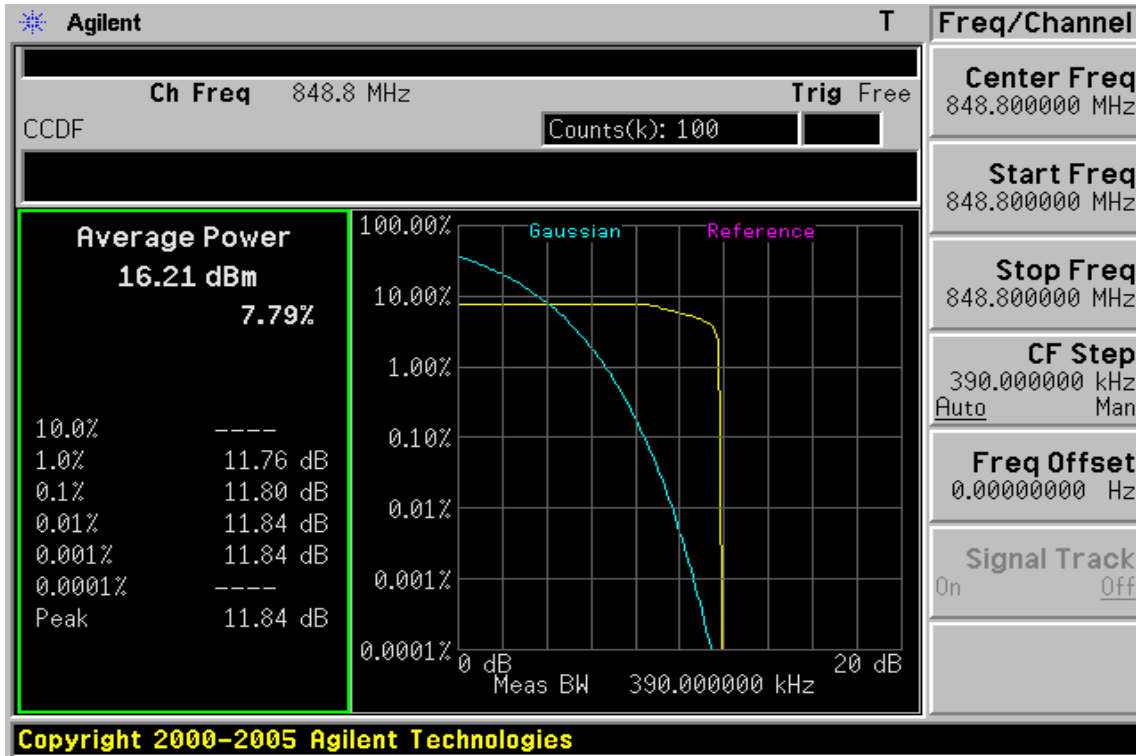 Agilent T
Freq/Channel
Ch Freq 848.8 MHz Trig Free
CCDF Counts(k): 100
Average Power
16.21 dBm
7.79%
10.0% ----
1.0% 11.76 dB
0.1% 11.80 dB
0.01% 11.84 dB
0.001% 11.84 dB
0.0001% ----
Peak 11.84 dB
Gaussian Reference
100.00%
10.00%
1.00%
0.10%
0.01%
0.001%
0.0001%
0 dB 20 dB
Meas BW 390.000000 kHz
Center Freq
848.800000 MHz
Start Freq
848.800000 MHz
Stop Freq
848.800000 MHz
CF Step
390.000000 kHz
Auto Man
Freq Offset
0.00000000 Hz
Signal Track
On Off
Copyright 2000-2005 Agilent Technologies